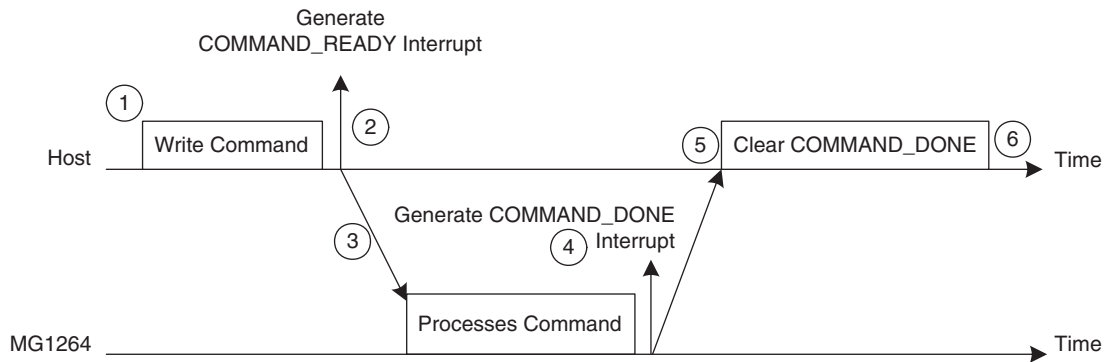 Generate
COMMAND_READY Interrupt
1
2
Write Command
5
Clear COMMAND_DONE
6
Host
Time
3
Generate COMMAND_DONE
4
Interrupt
Processes Command
MG1264
Time